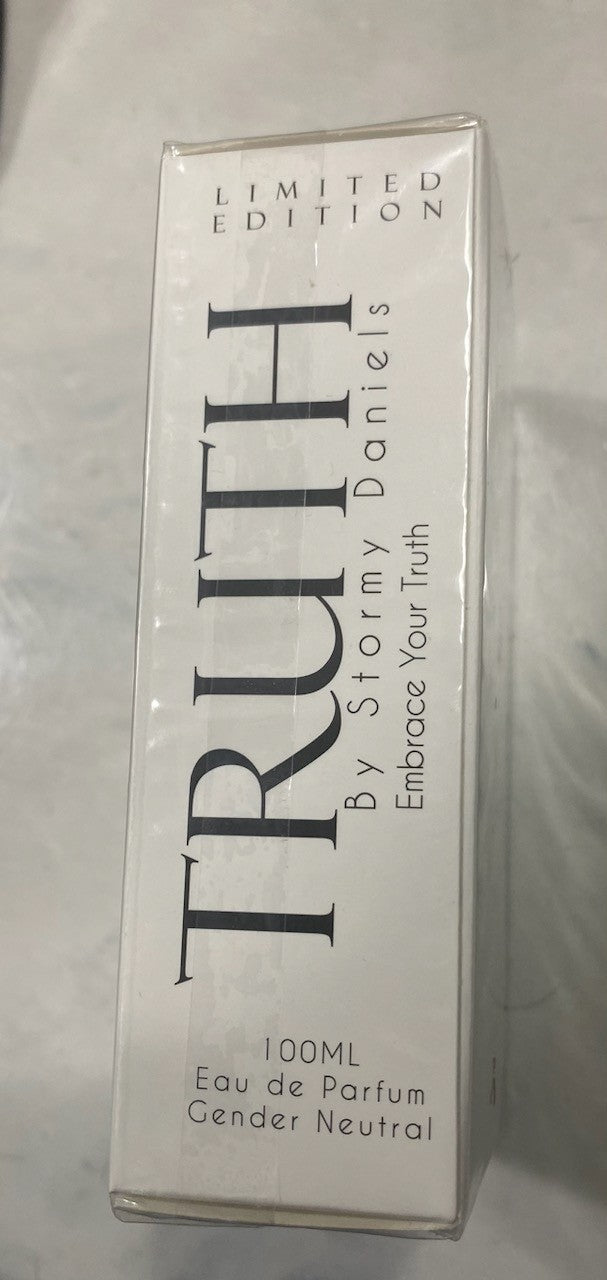 LIMITED
EDITION
TRUTH
By Stormy Daniels
Embrace Your Truth
100ML
Eau de Parfum
Gender Neutral